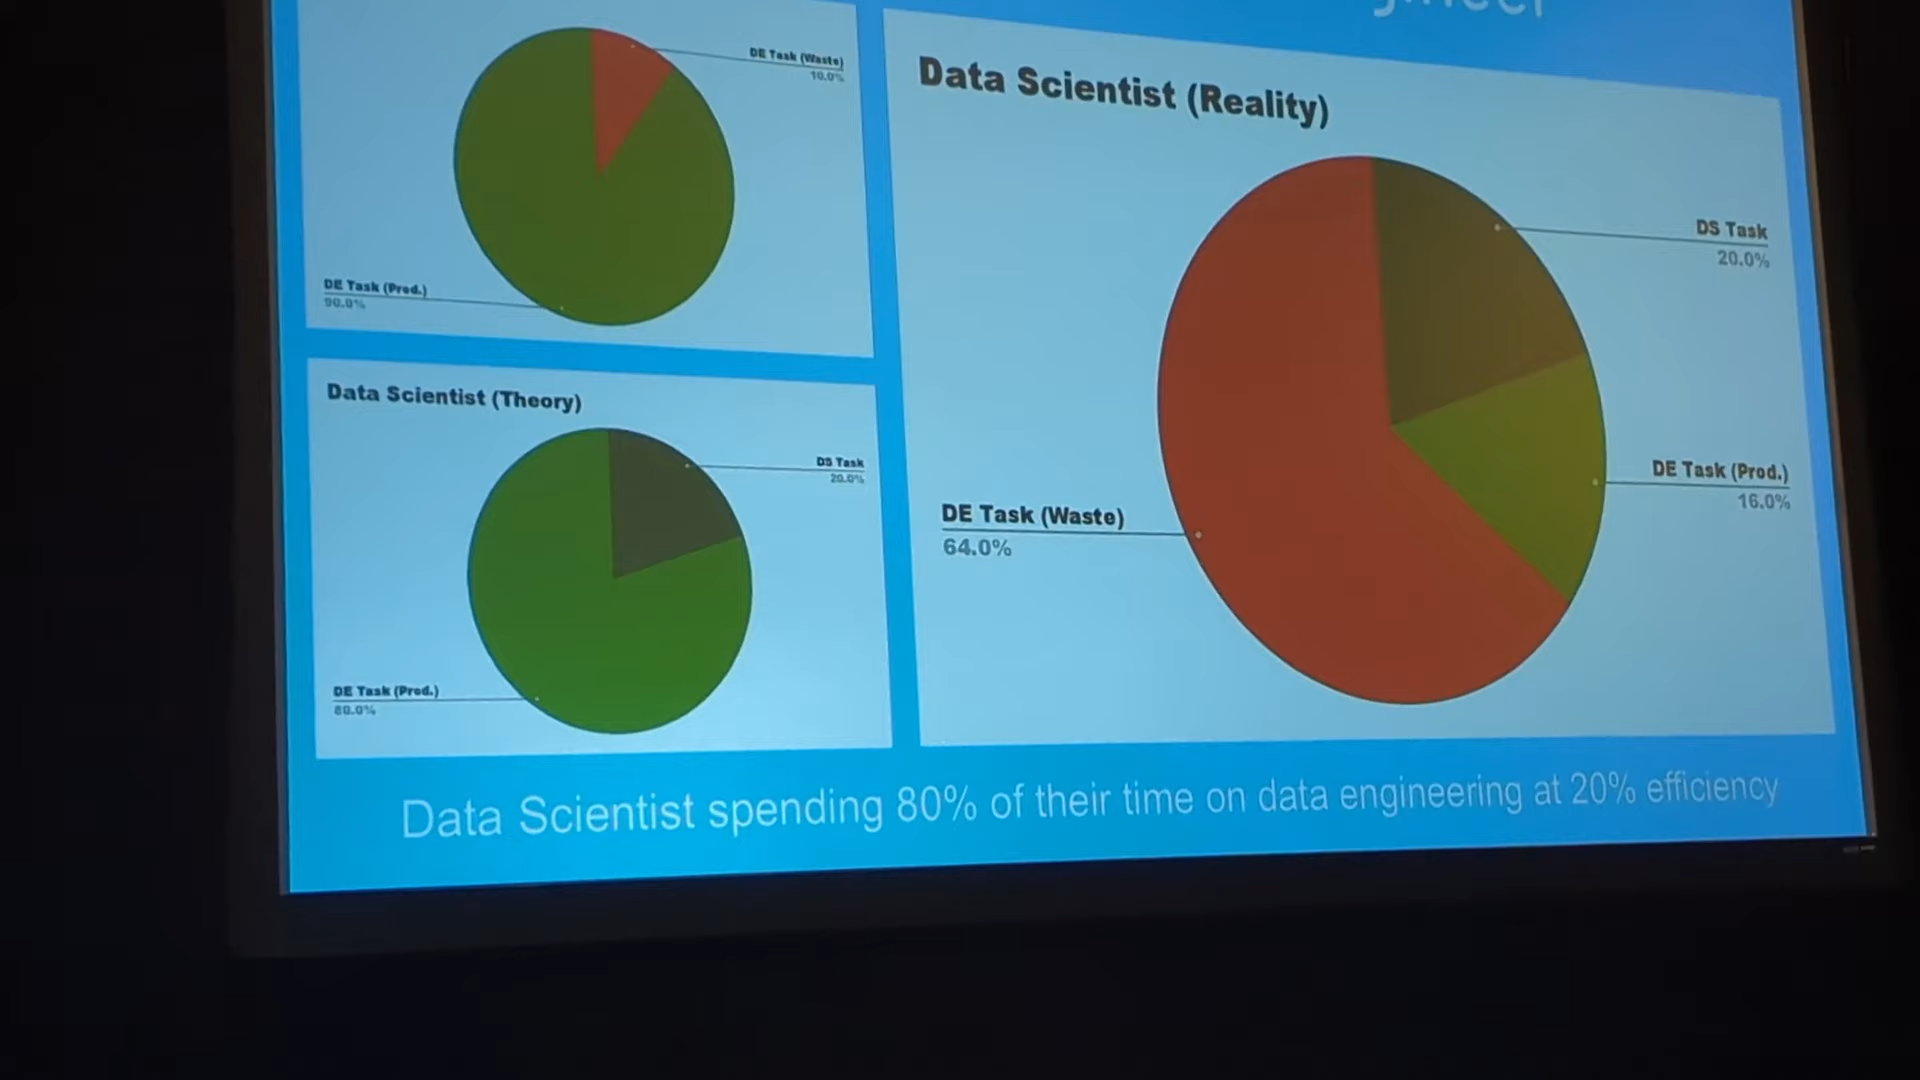 DE Task (Waste)
10.0%
DE Task (Prod.)
90.0%
Data Scientist (Theory)
DS Task
20.0%
DE Task (Prod.)
80.0%
Data Scientist (Reality)
DS Task
20.0%
DE Task (Prod.)
16.0%
DE Task (Waste)
64.0%
Data Scientist spending 80% of their time on data engineering at 20% efficiency